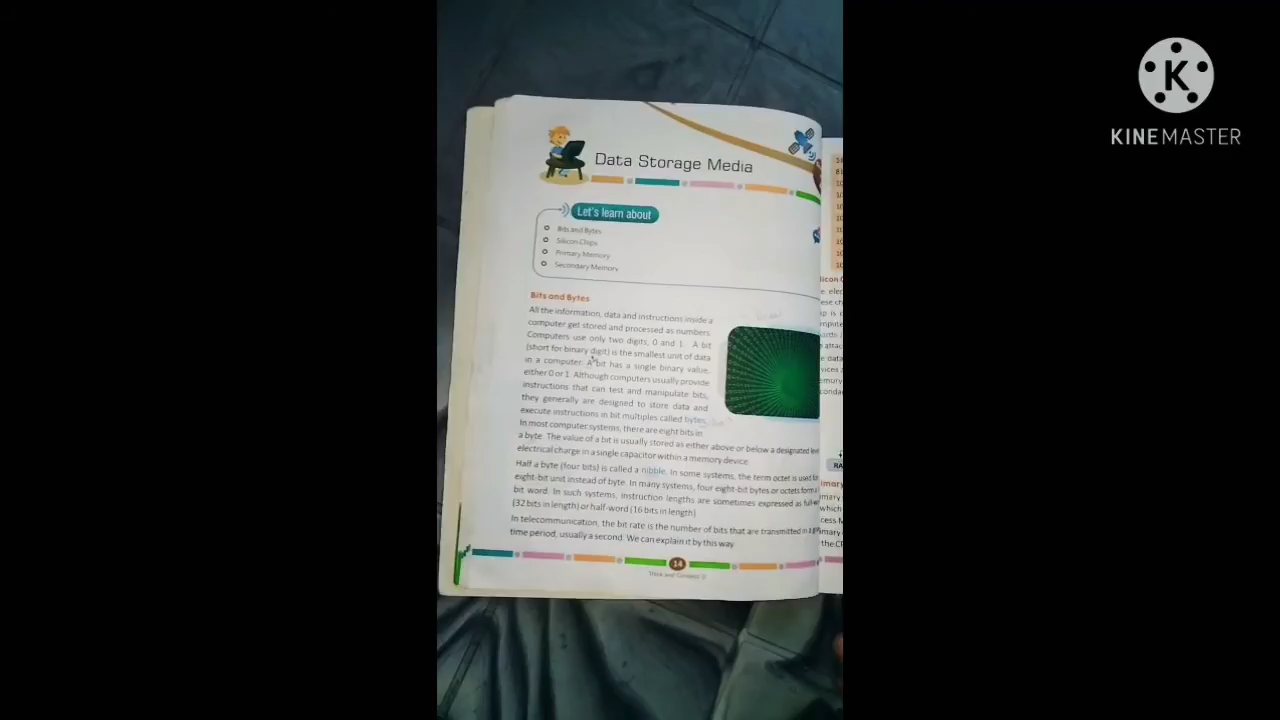 Data Storage Media
Let's learn about
Bits and Bytes
Silicon Chips
Primary Memory
Secondary Memory
Bits and Bytes
All the information, data and instructions inside a
computer get stored and processed as numbers.
Computers use only two digits, 0 and 1. A bit
(short for binary digit) is the smallest unit of data
in a computer. A bit has a single binary value,
either 0 or 1. Although computers usually provide
instructions that can test and manipulate bits,
they generally are designed to store data and
execute instructions in bit multiples called bytes.
In most computer systems, there are eight bits in
a byte. The value of a bit is usually stored as either above or below a designated
electrical charge in a single capacitor within a memory device.
Half a byte (four bits) is called a nibble. In some systems, the term octet is used
eight-bit unit instead of byte. In many systems, four eight-bit bytes or octets form
bit word. In such systems, instruction lengths are sometimes expressed as
(32 bits in length) or half-word (16 bits in length)
In telecommunication, the bit rate is the number of bits that are transmitted in
time period, usually a second. We can explain it by this way
14
KINEMASTER